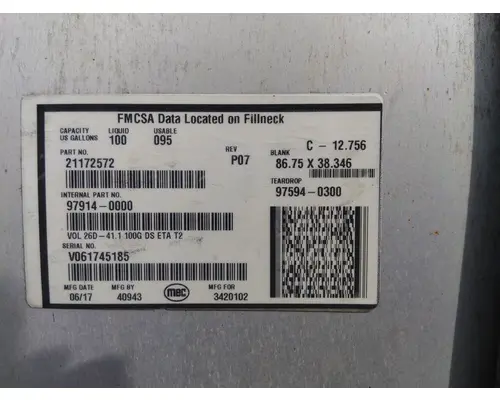 FMCSA Data Located on Fillneck
CAPACITY LIQUID USABLE
US GALLONS 100 095
C - 12.756
PART NO. REV BLANK
21172572 P07 86.75 X 38.346
TEARDROP
INTERNAL PART NO. 97594-0300
97914-0000
VOL 26D-41.1 100G DS ETA T2
SERIAL NO.
V061745185
MFG DATE MFG BY mec MFG FOR
06/17 40943 3420102